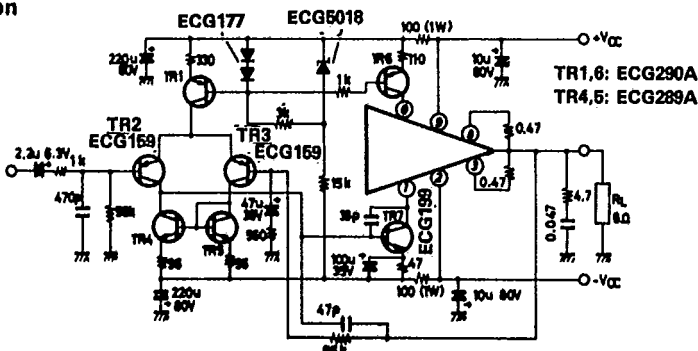 on
ECG177
ECG5018
100 (1W)
+VCC
220u
80V
330
TR1
1k
TR6
110
10u
80V
TR1,6: ECG290A
TR4,5: ECG289A
6
9
8
0.47
TR2
ECG159
TR3
ECG159
2.2u 6.3V
1k
470p
47u
15k
3
0.47
1
2
TR7
ECG199
4.7
0.047
RL
8Ω
TR4
TR5
100u
35V
.47
100 (1W)
-VCC
220u
80V
10u 80V
47p